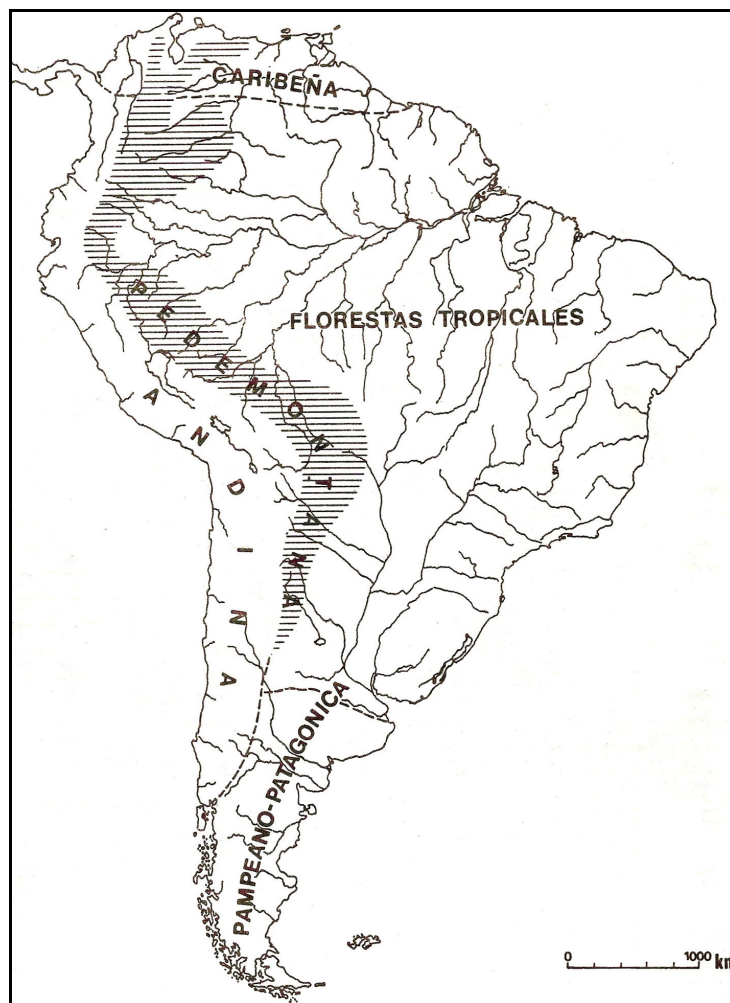 CARIBEÑA
FLORESTAS TROPICALES
PEDEMONTANA
ANDINA
PAMPEANO-PATAGONICA
0 1000 km